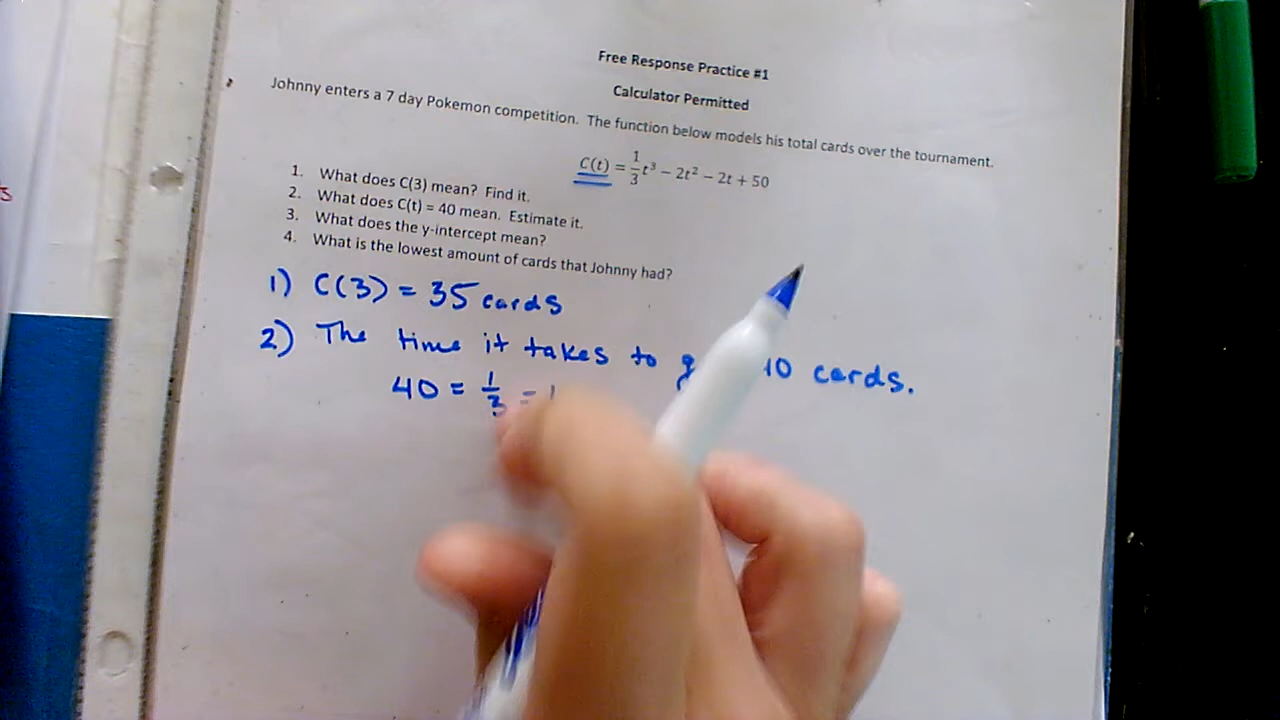 Free Response Practice #1
Calculator Permitted
Johnny enters a 7 day Pokemon competition. The function below models his total cards over the tournament.
C(t) = 1/3 t³ − 2t² − 2t + 50
1. What does C(3) mean? Find it.
2. What does C(t) = 40 mean. Estimate it.
3. What does the y-intercept mean?
4. What is the lowest amount of cards that Johnny had?
1) C(3) = 35 cards
2) The time it takes to cards.
40 = 1/3